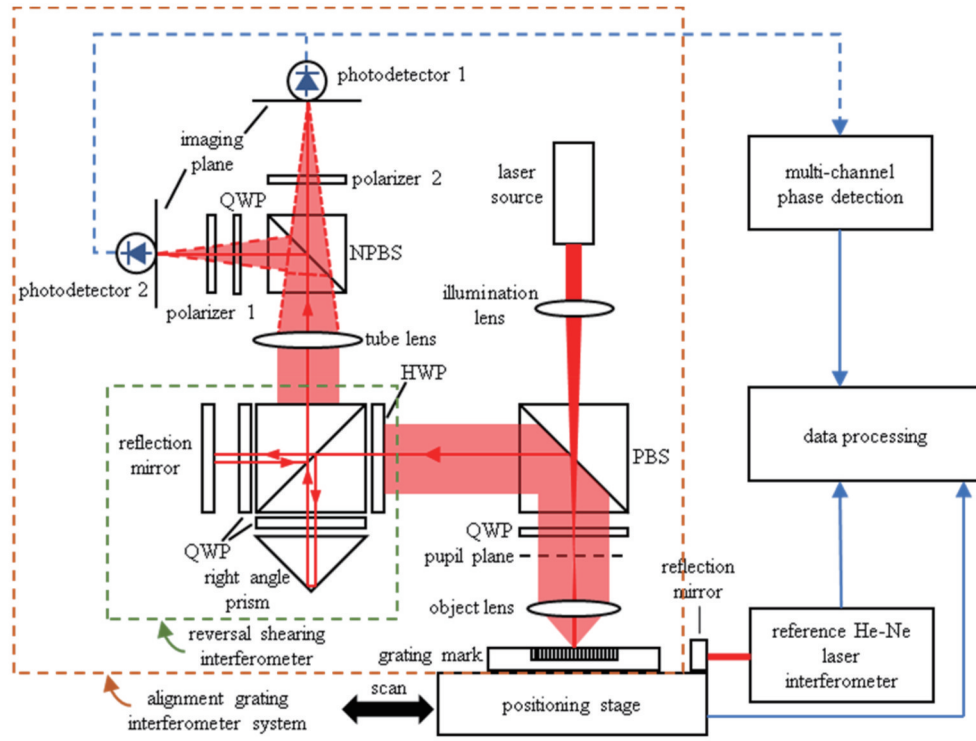 photodetector 1
imaging
plane
polarizer 2
QWP
NPBS
photodetector 2
polarizer 1
tube lens
HWP
reflection
mirror
QWP
right angle
prism
reversal shearing
interferometer
alignment grating
interferometer system
laser
source
illumination
lens
PBS
QWP
pupil plane
object lens
grating mark
scan
positioning stage
reflection
mirror
multi-channel
phase detection
data processing
reference He-Ne
laser
interferometer